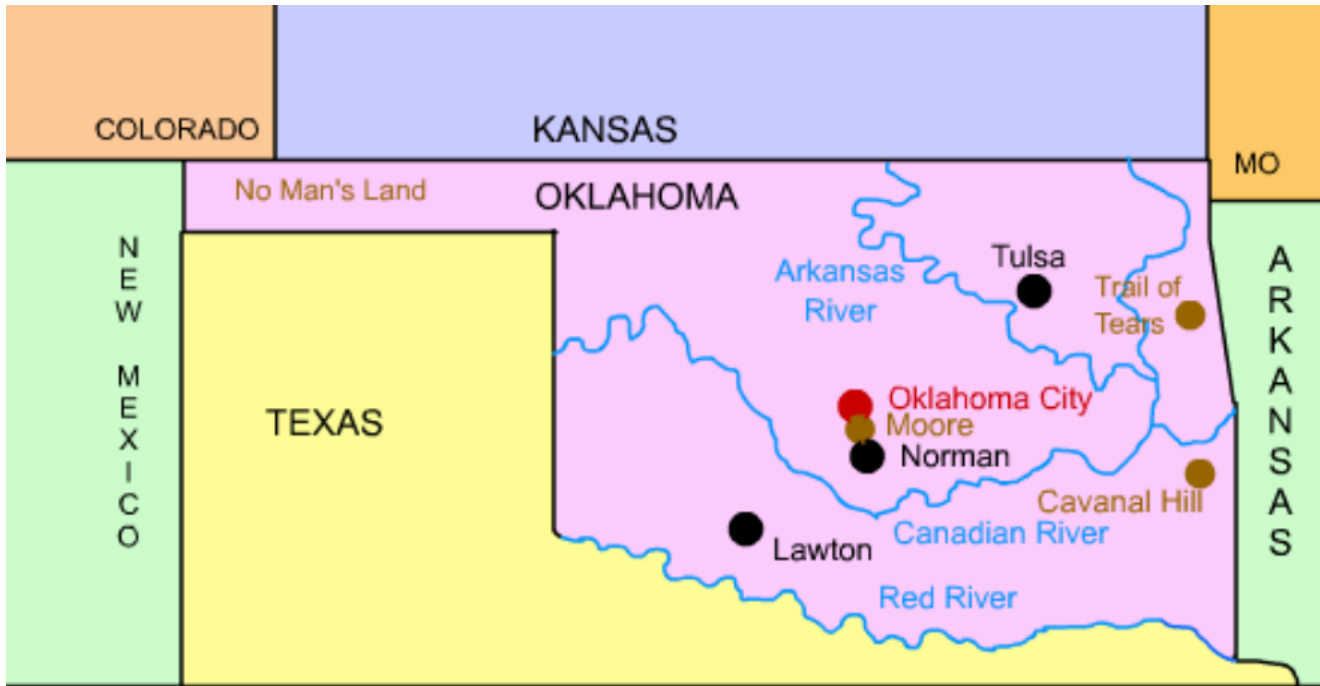 COLORADO
KANSAS
MO
No Man's Land
OKLAHOMA
NEW MEXICO
TEXAS
Arkansas
River
Tulsa
Trail of
Tears
ARKANSAS
Oklahoma City
Moore
Norman
Cavanal Hill
Canadian River
Lawton
Red River